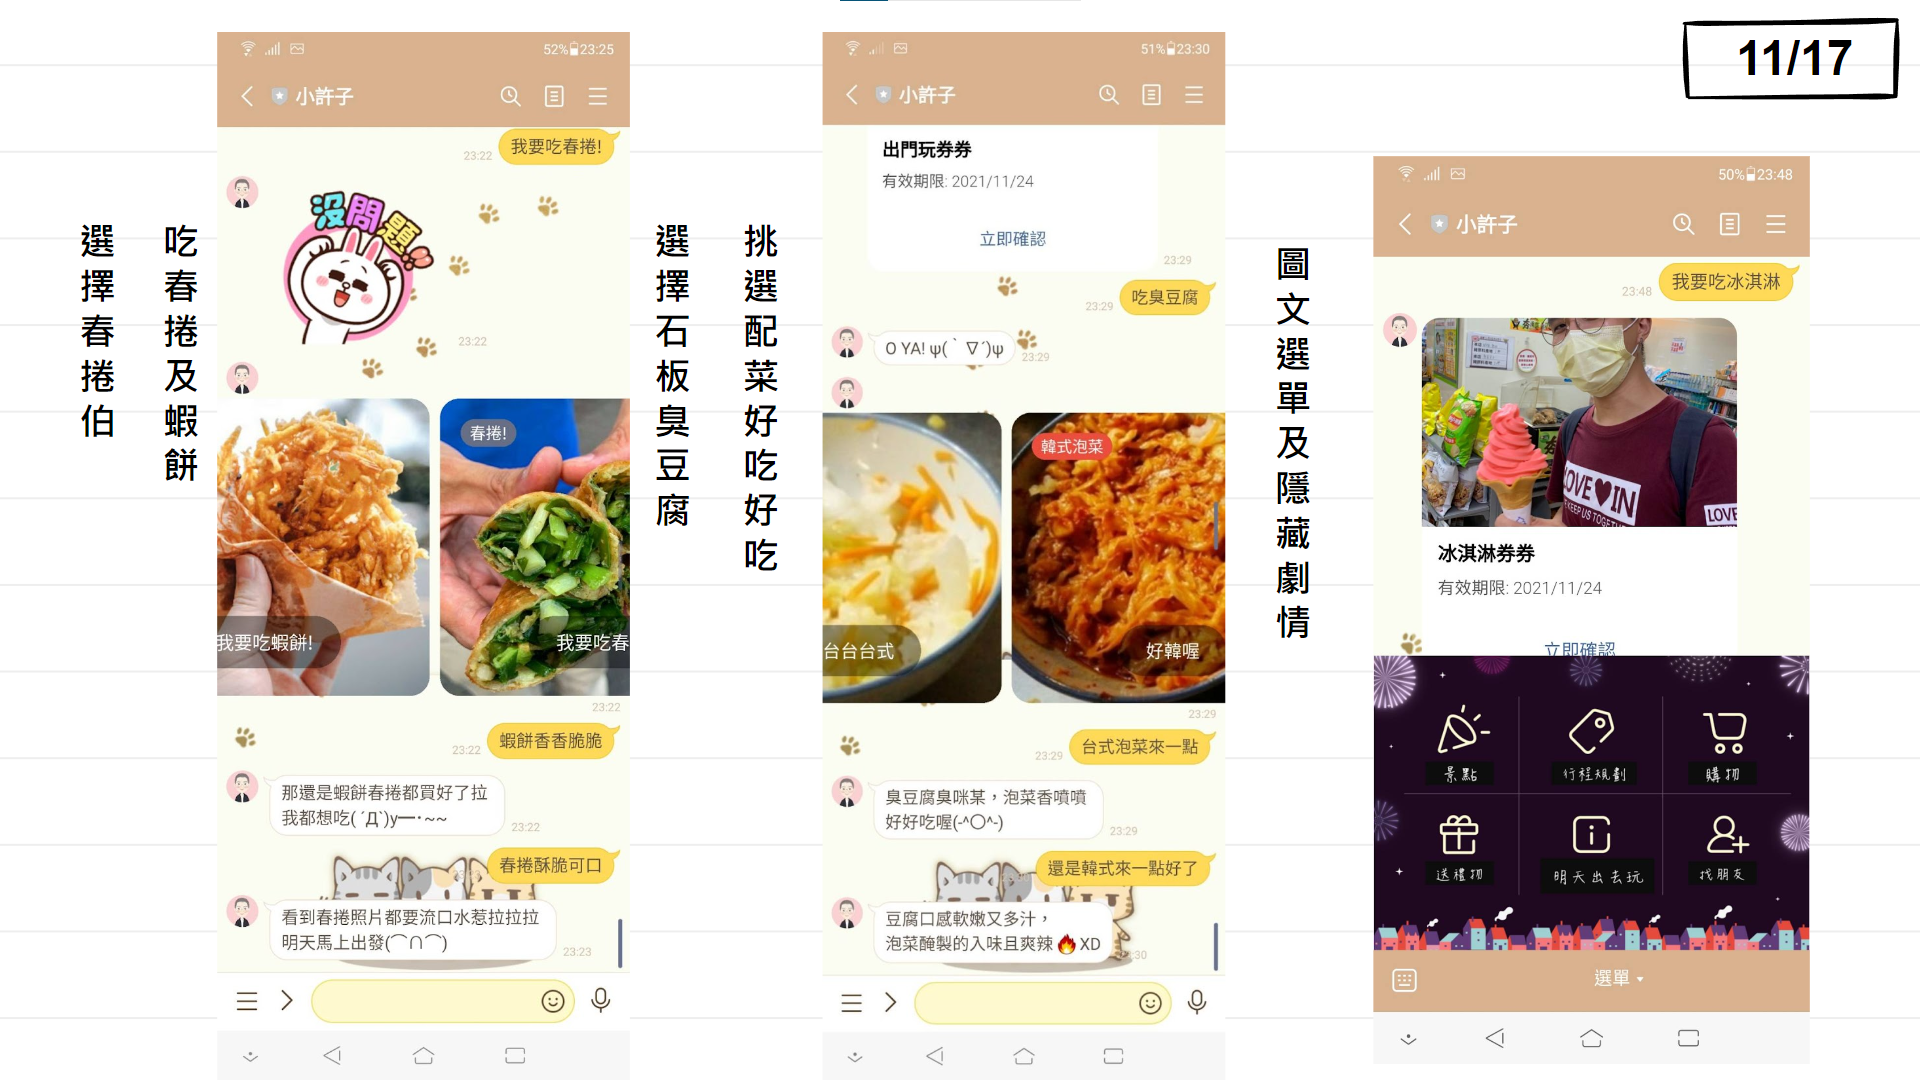 11/17
選擇春捲伯
吃春捲及蝦餅
52% 23:25
小許子
我要吃春捲!
23:22
沒問題
23:22
春捲!
我要吃蝦餅!
我要吃春
23:22
蝦餅香香脆脆
23:22
那還是蝦餅春捲都買好了拉
我都想吃( ´Д`)y━･~~
23:22
春捲酥脆可口
看到春捲照片都要流口水惹拉拉拉
明天馬上出發(⌒∩⌒)
23:23
選擇石板臭豆腐
挑選配菜好吃好吃
51% 23:30
小許子
出門玩券券
有效期限: 2021/11/24
立即確認
23:29
吃臭豆腐
23:29
O YA! ψ(｀∇´)ψ
23:29
韓式泡菜
台台台式
好韓喔
23:29
台式泡菜來一點
23:29
臭豆腐臭咪某，泡菜香噴噴
好好吃喔(-^〇^-)
23:29
還是韓式來一點好了
豆腐口感軟嫩又多汁，
泡菜醃製的入味且爽辣🔥XD
:30
圖文選單及隱藏劇情
50% 23:48
小許子
我要吃冰淇淋
23:48
LOVE♥IN
KEEP US TOGETHER
LOVE
冰淇淋券券
有效期限: 2021/11/24
立即確認
景點
行程規劃
購物
送禮物
明天出去玩
找朋友
選單